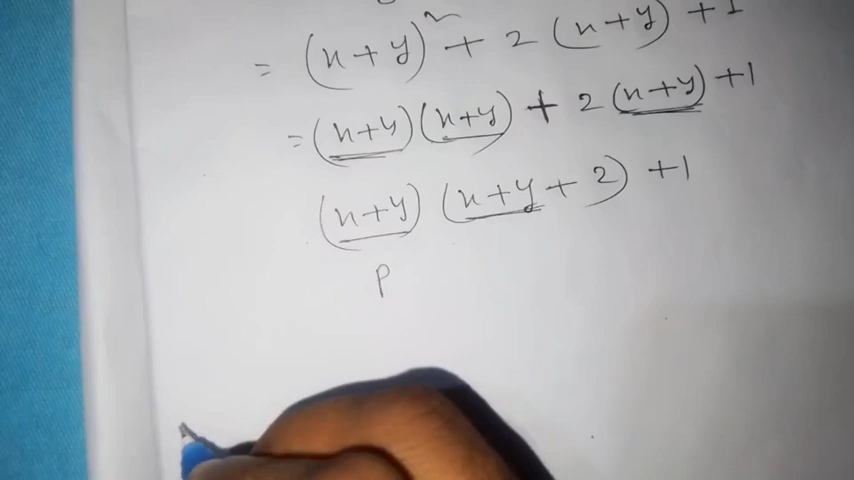 = (x+y)² + 2 (x+y) + 1
= (x+y)(x+y) + 2 (x+y) +1
(x+y) (x+y + 2) +1
P